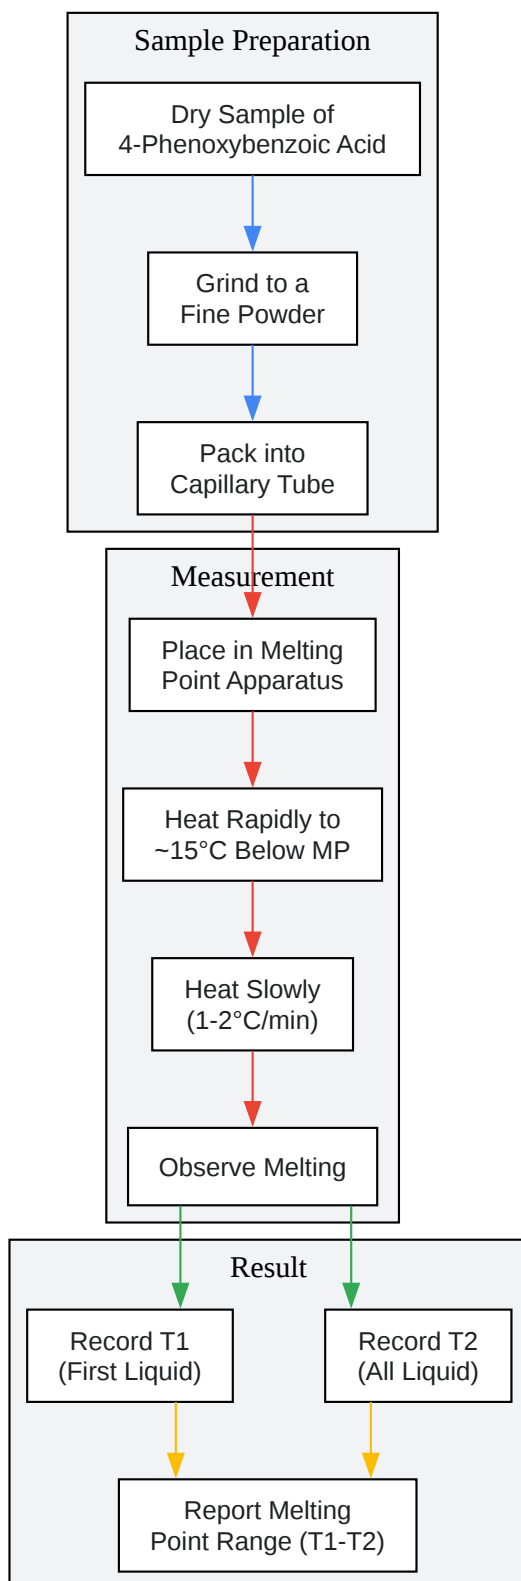 Sample Preparation
Dry Sample of
4-Phenoxybenzoic Acid
Grind to a
Fine Powder
Pack into
Capillary Tube
Measurement
Place in Melting
Point Apparatus
Heat Rapidly to
~15°C Below MP
Heat Slowly
(1-2°C/min)
Observe Melting
Result
Record T1
(First Liquid)
Record T2
(All Liquid)
Report Melting
Point Range (T1-T2)